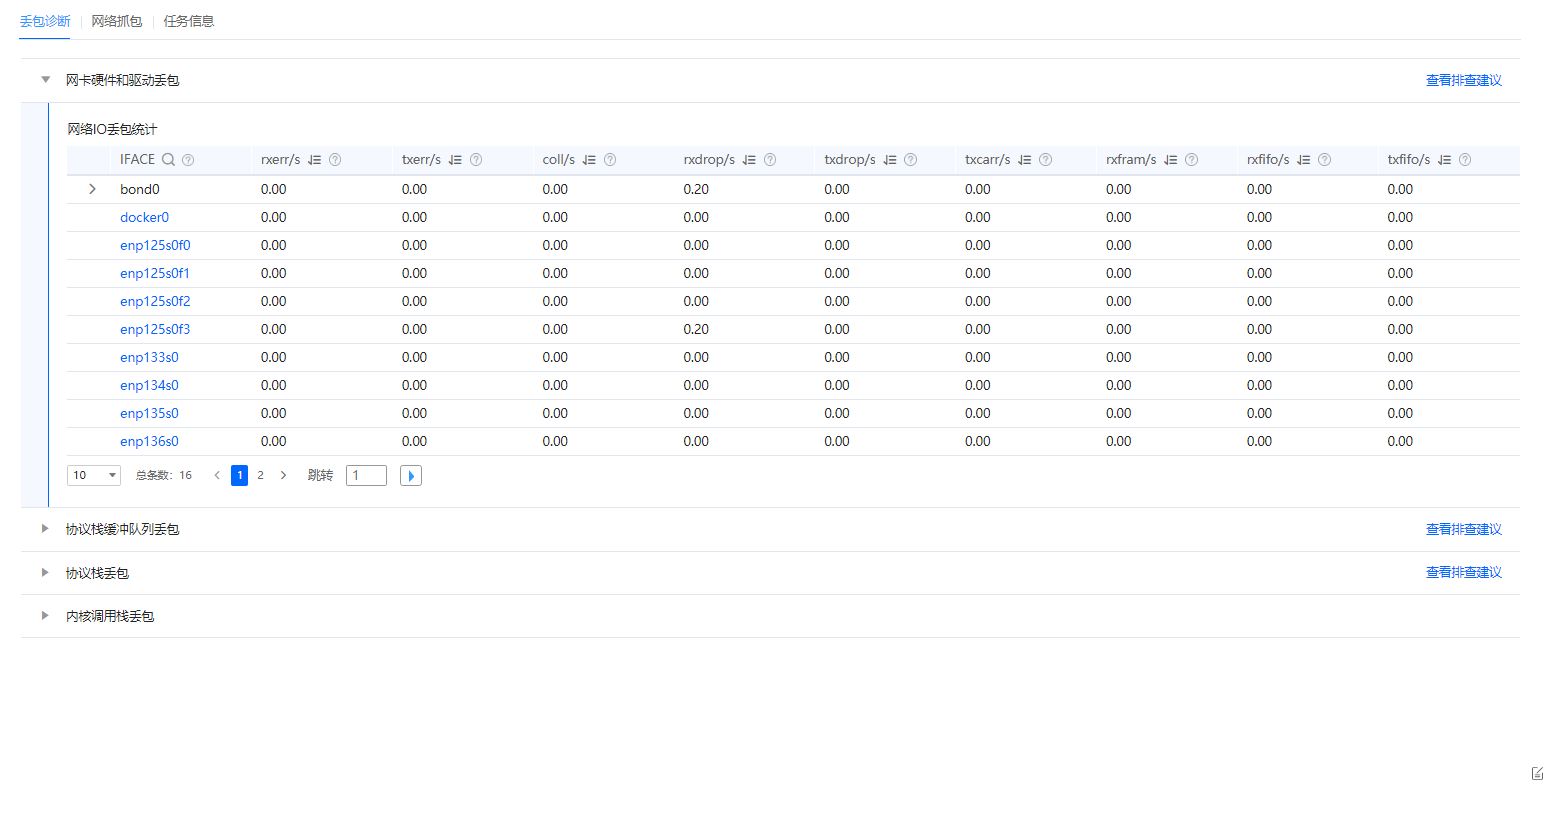 丢包诊断 网络抓包 任务信息
网卡硬件和驱动丢包 查看排查建议
网络IO丢包统计
IFACE rxerr/s txerr/s coll/s rxdrop/s txdrop/s txcarr/s rxfram/s rxfifo/s txfifo/s
bond0 0.00 0.00 0.00 0.20 0.00 0.00 0.00 0.00 0.00
docker0 0.00 0.00 0.00 0.00 0.00 0.00 0.00 0.00 0.00
enp125s0f0 0.00 0.00 0.00 0.00 0.00 0.00 0.00 0.00 0.00
enp125s0f1 0.00 0.00 0.00 0.00 0.00 0.00 0.00 0.00 0.00
enp125s0f2 0.00 0.00 0.00 0.00 0.00 0.00 0.00 0.00 0.00
enp125s0f3 0.00 0.00 0.00 0.20 0.00 0.00 0.00 0.00 0.00
enp133s0 0.00 0.00 0.00 0.00 0.00 0.00 0.00 0.00 0.00
enp134s0 0.00 0.00 0.00 0.00 0.00 0.00 0.00 0.00 0.00
enp135s0 0.00 0.00 0.00 0.00 0.00 0.00 0.00 0.00 0.00
enp136s0 0.00 0.00 0.00 0.00 0.00 0.00 0.00 0.00 0.00
10 总条数：16 1 2 跳转 1
协议栈缓冲队列丢包 查看排查建议
协议栈丢包 查看排查建议
内核调用栈丢包